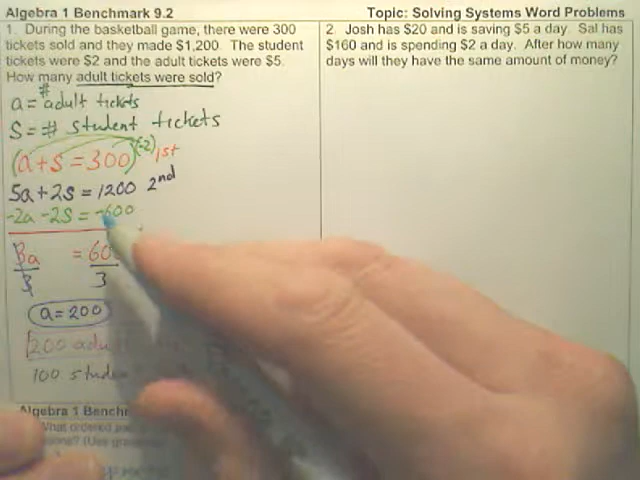 Algebra 1 Benchmark 9.2
Topic: Solving Systems Word Problems
1. During the basketball game, there were 300
tickets sold and they made $1,200. The student
tickets were $2 and the adult tickets were $5.
How many adult tickets were sold?
a = # adult tickets
s = # student tickets
(a + s = 300)(-2) 1st
5a + 2s = 1200 2nd
-2a - 2s = -600
3a = 60
3 3
a = 200
200
100
2. Josh has $20 and is saving $5 a day. Sal has
$160 and is spending $2 a day. After how many
days will they have the same amount of money?
Algebra 1
What ordered